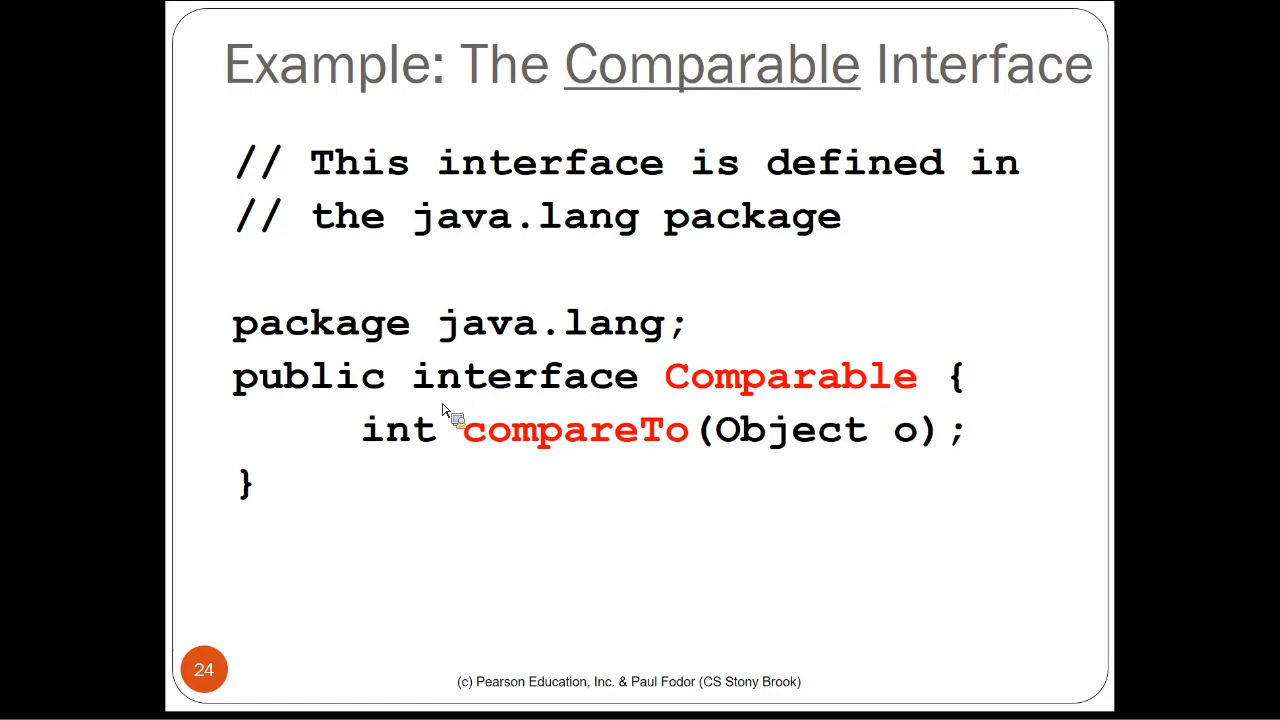 Example: The Comparable Interface
// This interface is defined in
// the java.lang package
package java.lang;
public interface Comparable {
int compareTo(Object o);
}
24
(c) Pearson Education, Inc. & Paul Fodor (CS Stony Brook)